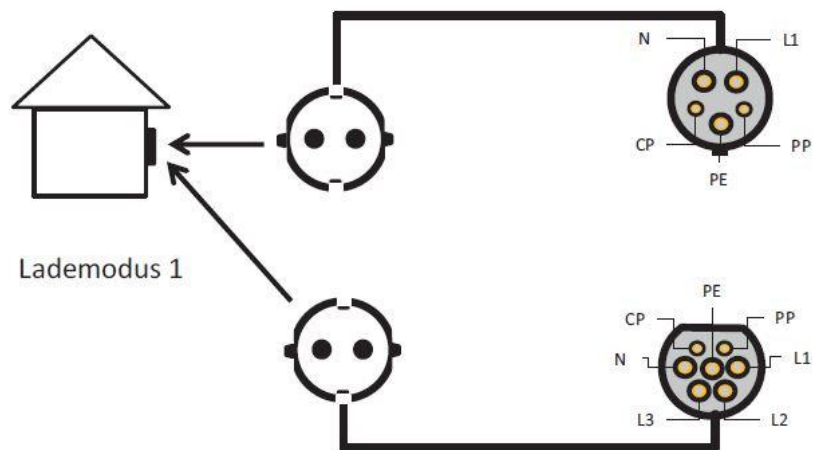 N L1
CP PP
PE
Lademodus 1
PE
CP PP
N L1
L3 L2